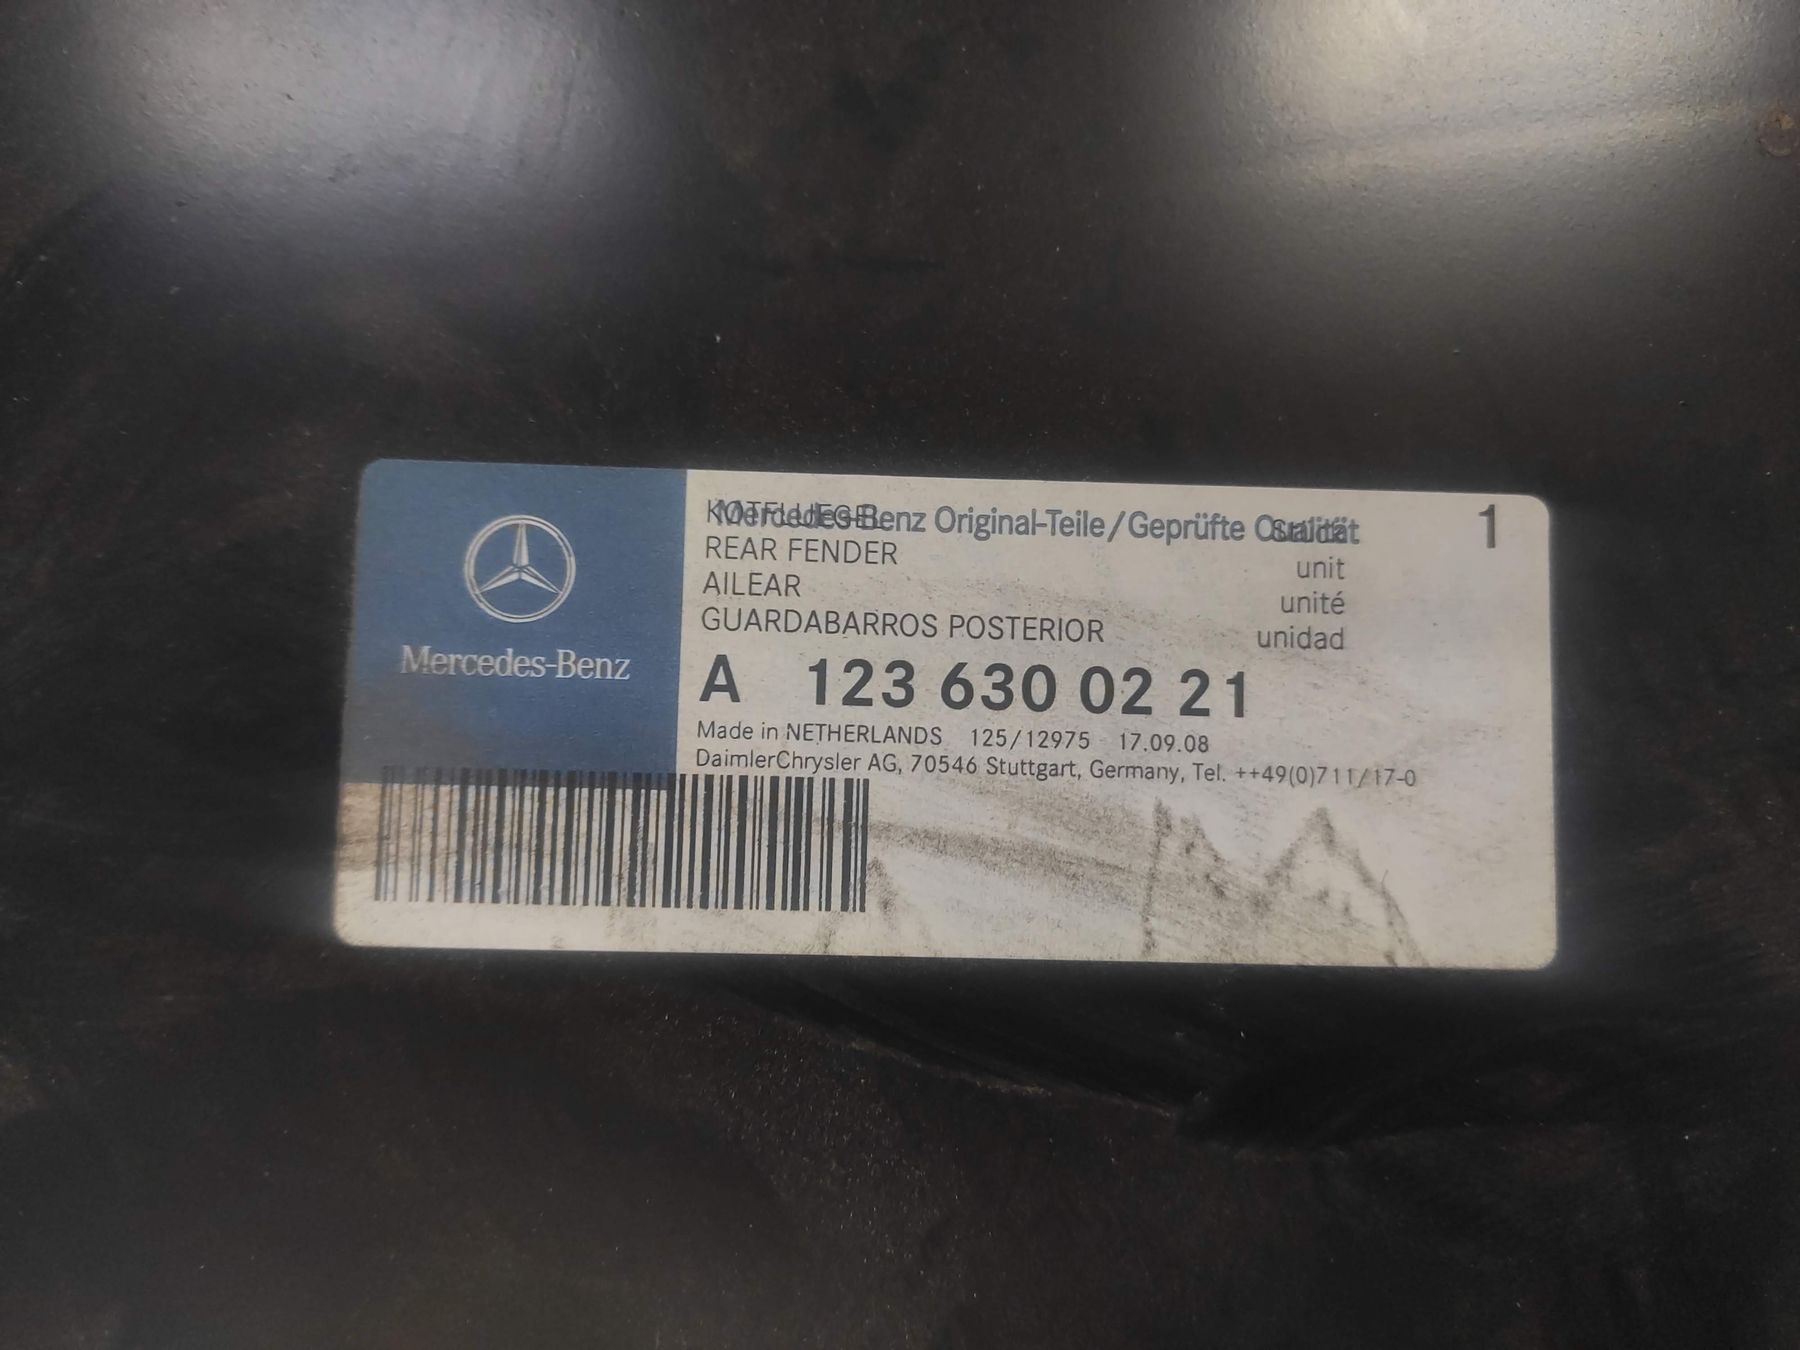 Mercedes-Benz
KOTFLUEGEL
Mercedes-Benz Original-Teile/Geprüfte Qualität
Stück
1
REAR FENDER
unit
AILEAR
unité
GUARDABARROS POSTERIOR
unidad
A 123 630 02 21
Made in NETHERLANDS 125/12975 17.09.08
DaimlerChrysler AG, 70546 Stuttgart, Germany, Tel. ++49(0)711/17-0